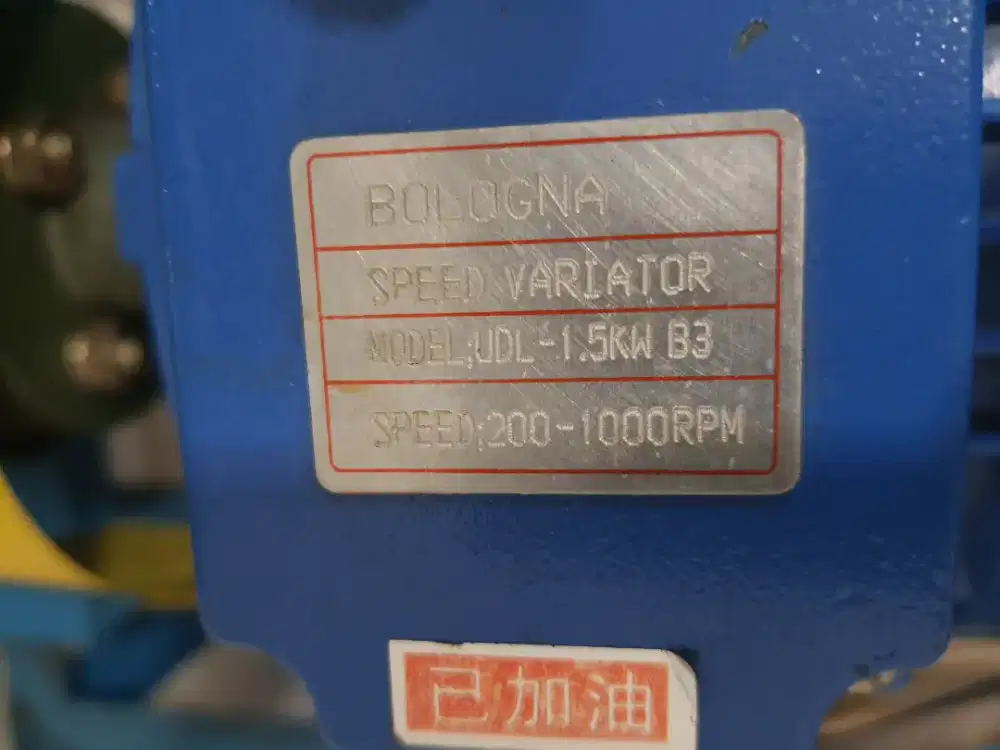 BOLOGNA
SPEED VARIATOR
MODEL;UDL-1.5KW B3
SPEED;200-1000RPM
已加油